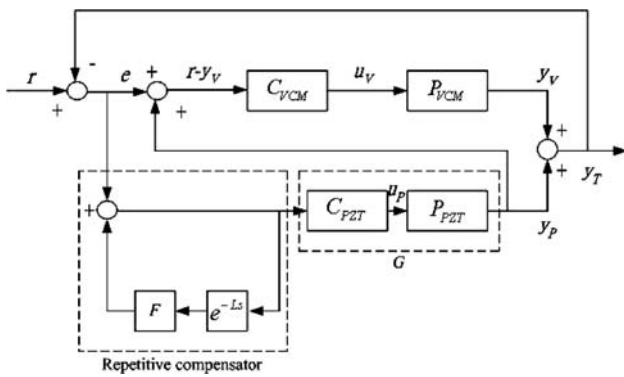 -
r
+
e
+
+
r-y_V
C_VCM
u_V
P_VCM
y_V
+
+
y_T
+
C_PZT
u_P
P_PZT
y_P
G
F
e^{-Ls}
+
Repetitive compensator